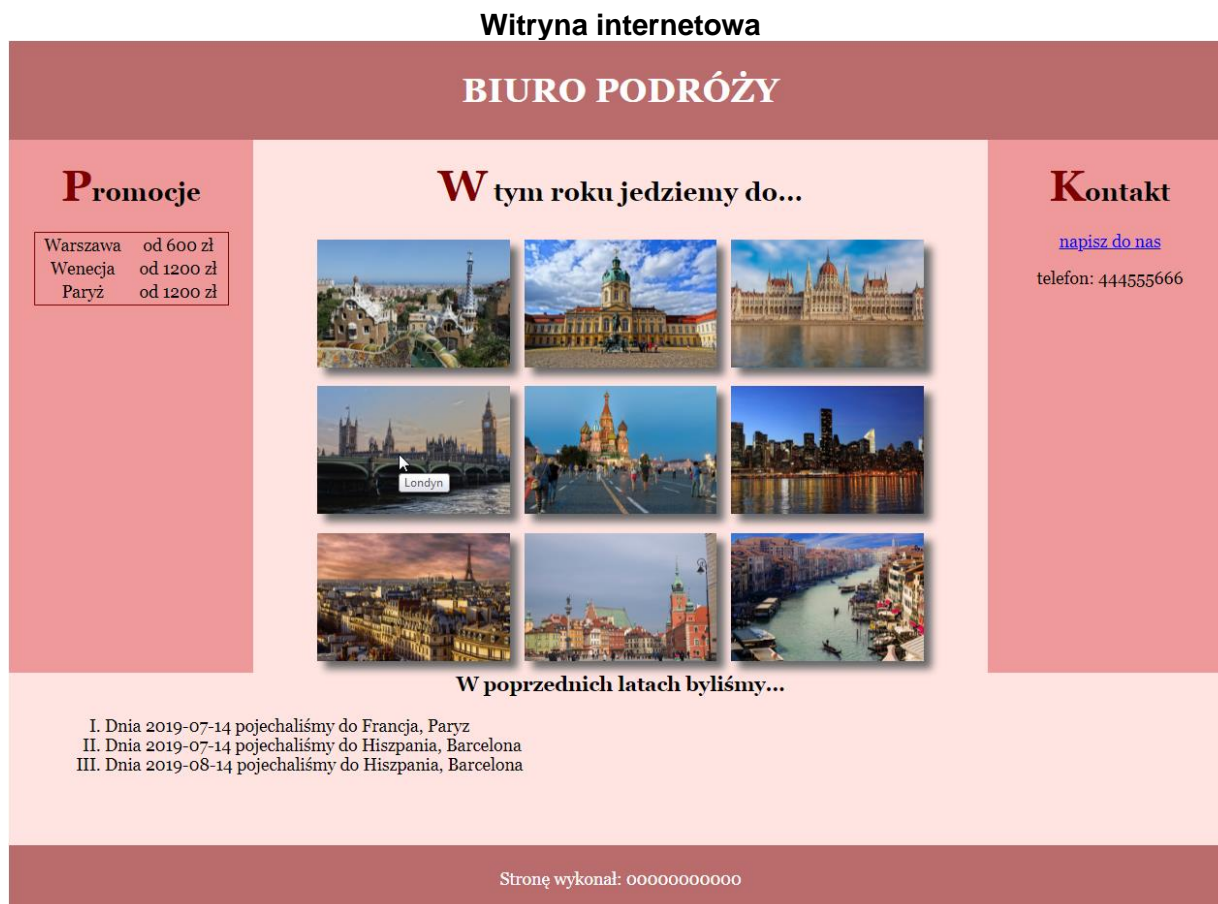 Witryna internetowa
BIURO PODRÓŻY
Promocje
Warszawa od 600 zł
Wenecja od 1200 zł
Paryż od 1200 zł
W tym roku jedziemy do...
Londyn
Kontakt
napisz do nas
telefon: 444555666
W poprzednich latach byliśmy...
I. Dnia 2019-07-14 pojechaliśmy do Francja, Paryz
II. Dnia 2019-07-14 pojechaliśmy do Hiszpania, Barcelona
III. Dnia 2019-08-14 pojechaliśmy do Hiszpania, Barcelona
Stronę wykonał: 00000000000